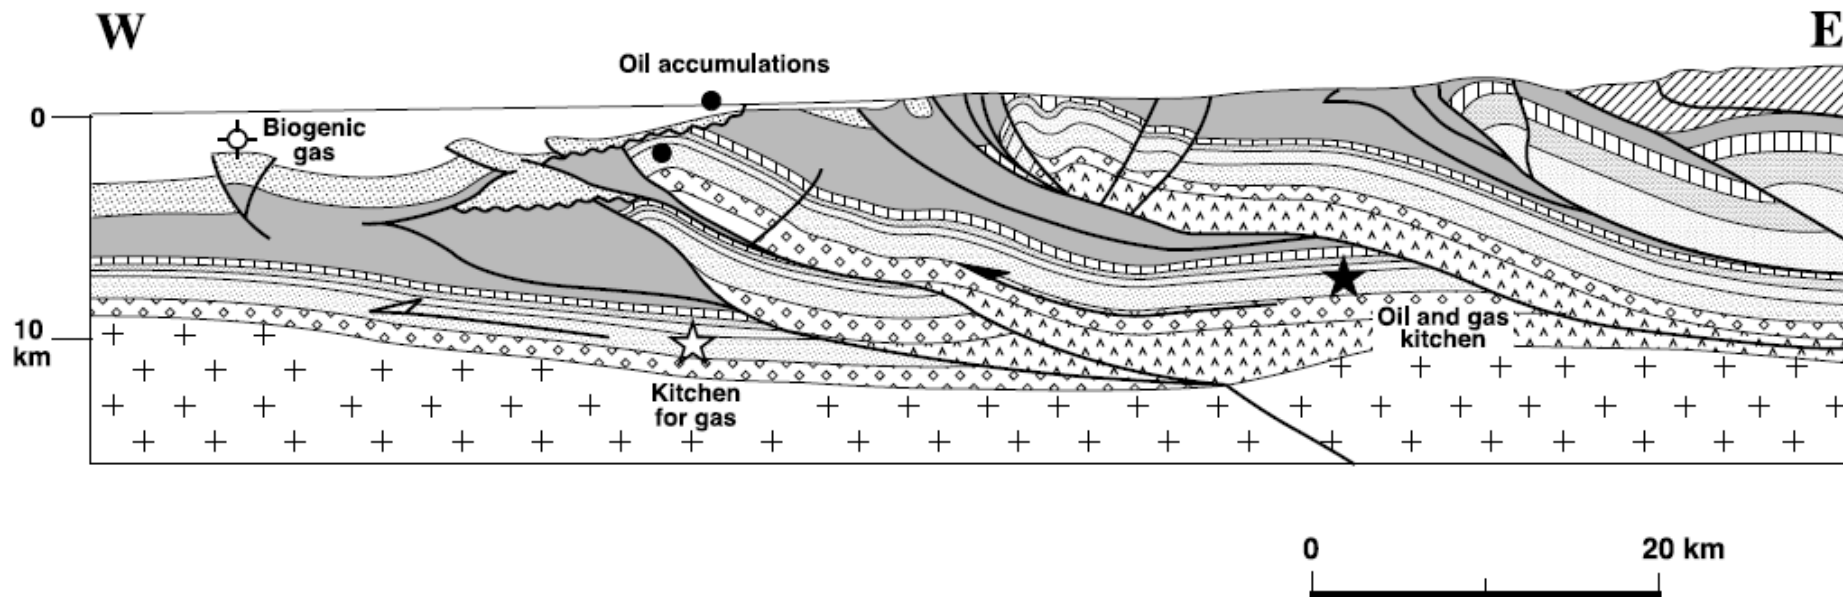 W
E
Oil accumulations
0
Biogenic
gas
10
km
Oil and gas
kitchen
Kitchen
for gas
0
20 km